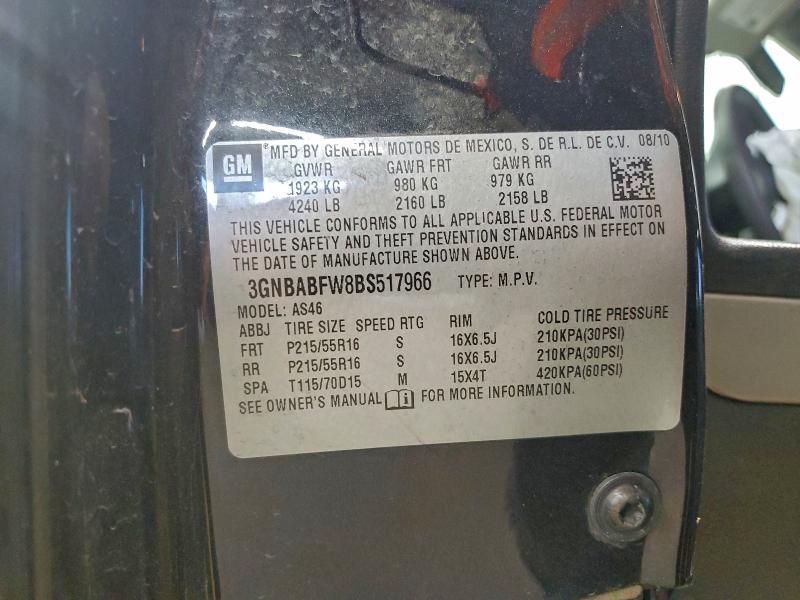 GM ® MFD BY GENERAL MOTORS DE MEXICO, S. DE R.L. DE C.V. 08/10
GVWR GAWR FRT GAWR RR
1923 KG 980 KG 979 KG
4240 LB 2160 LB 2158 LB
THIS VEHICLE CONFORMS TO ALL APPLICABLE U.S. FEDERAL MOTOR
VEHICLE SAFETY AND THEFT PREVENTION STANDARDS IN EFFECT ON
THE DATE OF MANUFACTURE SHOWN ABOVE.
3GNBABFW8BS517966 TYPE: M.P.V.
MODEL: AS46
ABBJ TIRE SIZE SPEED RTG RIM COLD TIRE PRESSURE
FRT P215/55R16 S 16X6.5J 210KPA(30PSI)
RR P215/55R16 S 16X6.5J 210KPA(30PSI)
SPA T115/70D15 M 15X4T 420KPA(60PSI)
SEE OWNER'S MANUAL FOR MORE INFORMATION.